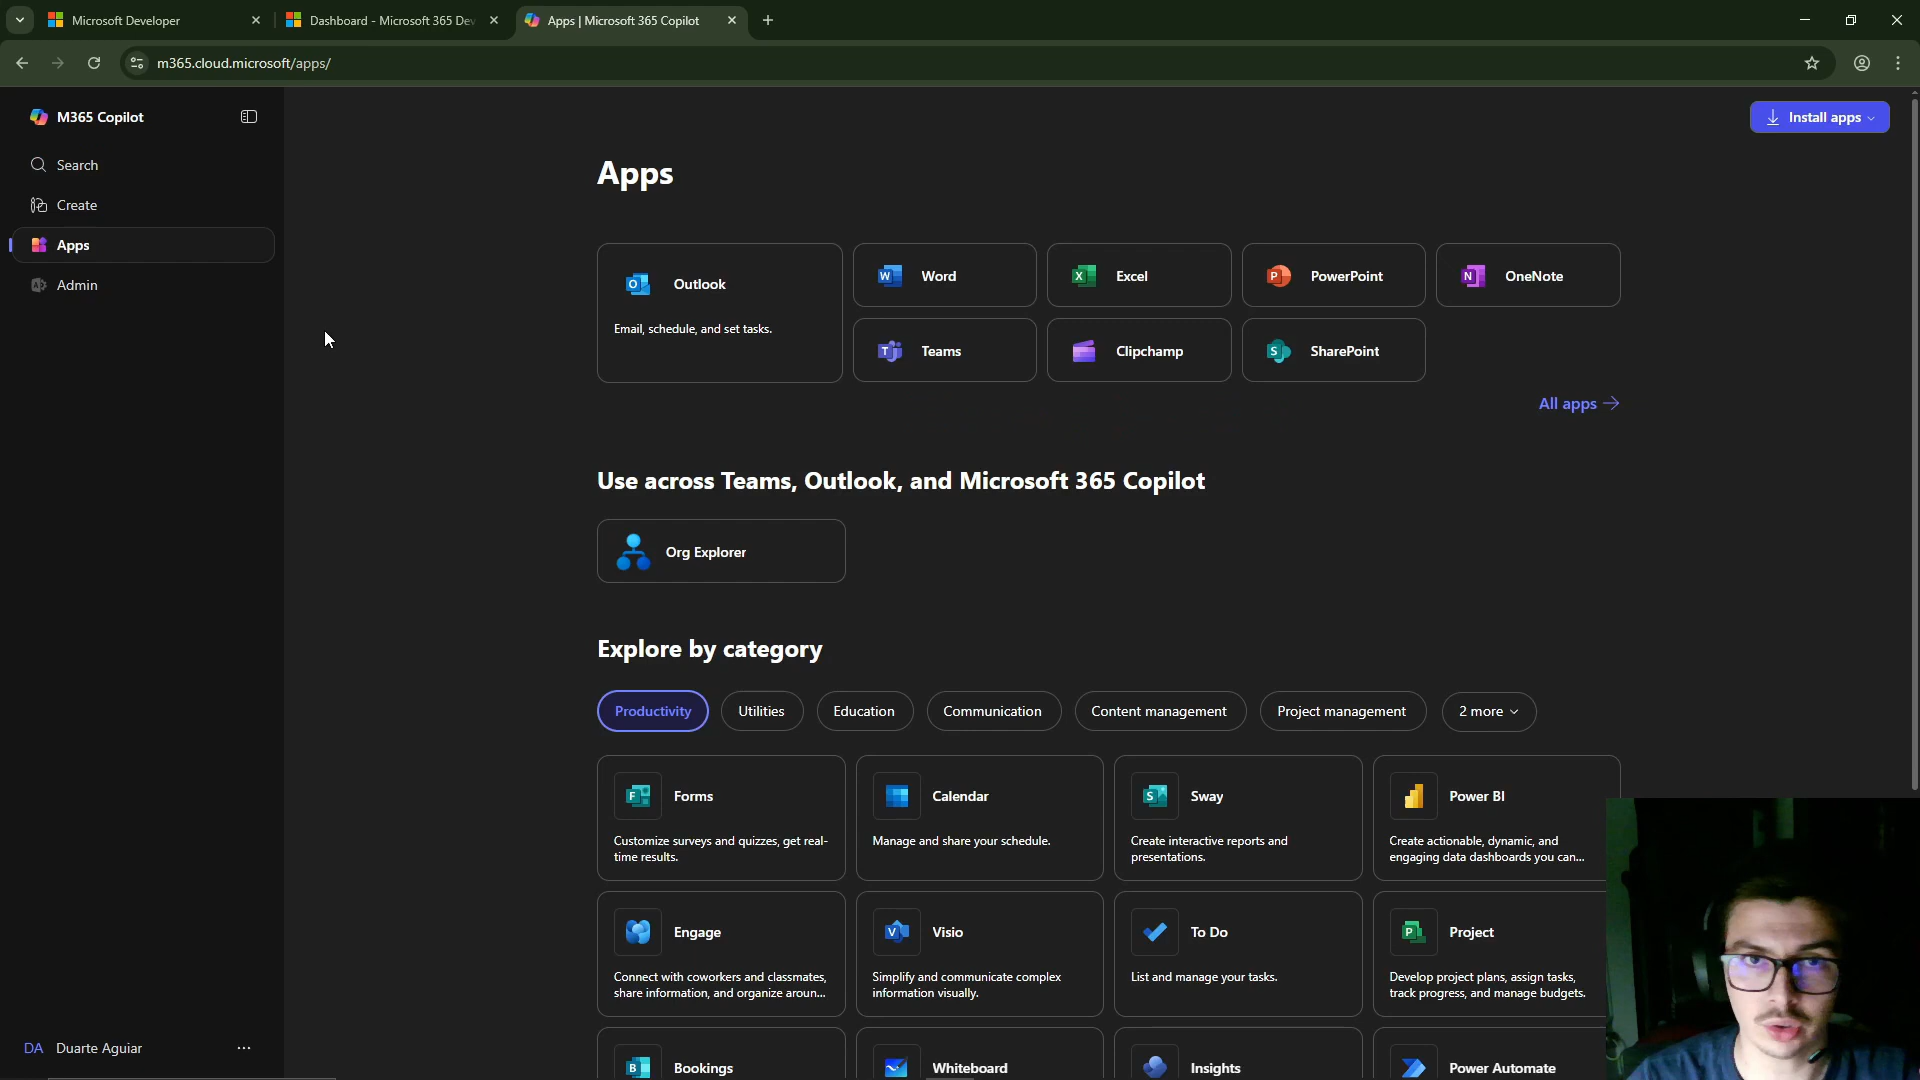 Microsoft Developer
Dashboard - Microsoft 365 Dev
Apps | Microsoft 365 Copilot
m365.cloud.microsoft/apps/
M365 Copilot
Install apps
Search
Create
Apps
Admin
Apps
Outlook
Email, schedule, and set tasks.
Word
Excel
PowerPoint
OneNote
Teams
Clipchamp
SharePoint
All apps
Use across Teams, Outlook, and Microsoft 365 Copilot
Org Explorer
Explore by category
Productivity
Utilities
Education
Communication
Content management
Project management
2 more
Forms
Customize surveys and quizzes, get real-
time results.
Calendar
Manage and share your schedule.
Sway
Create interactive reports and
presentations.
Power BI
Create actionable, dynamic, and
engaging data dashboards you can...
Engage
Connect with coworkers and classmates,
share information, and organize aroun...
Visio
Simplify and communicate complex
information visually.
To Do
List and manage your tasks.
Project
Develop project plans, assign tasks,
track progress, and manage budgets.
Bookings
Whiteboard
Insights
Power Automate
DA Duarte Aguiar